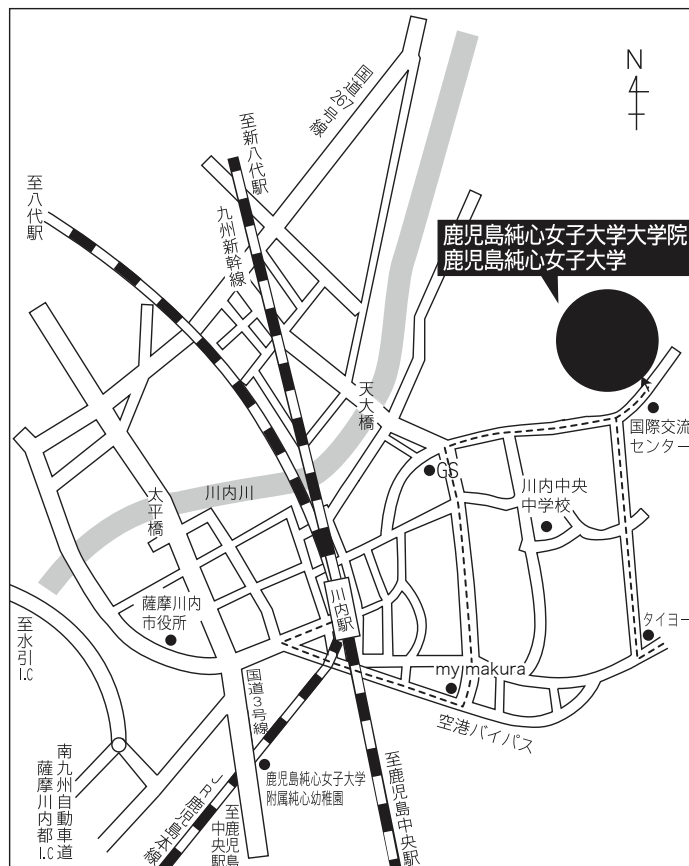 N
国道267号線
至新八代駅
九州新幹線
至八代駅
鹿児島純心女子大学大学院
鹿児島純心女子大学
天大橋
国際交流
センター
GS
川内中央
中学校
川内川
太平橋
川内駅
薩摩川内
市役所
タイヨー
至水引I.C
my makura
国道3号線
空港バイパス
鹿児島純心女子大学
附属純心幼稚園
南九州自動車道
薩摩川内都I.C
JR鹿児島本線
至鹿児島
中央駅
至鹿児島中央駅